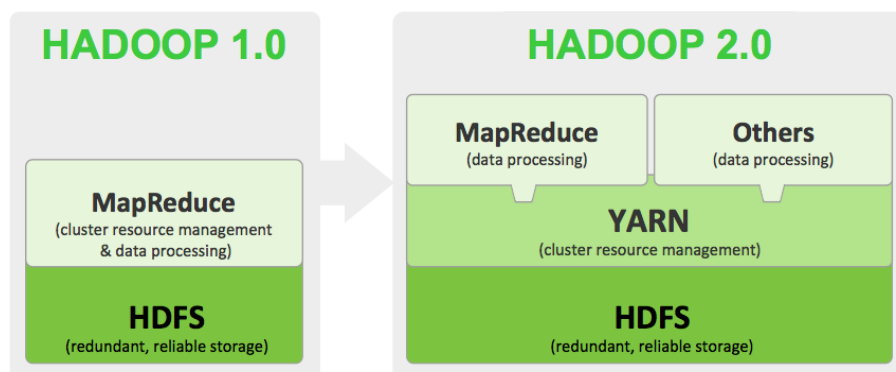 HADOOP 1.0
MapReduce
(cluster resource management
& data processing)
HDFS
(redundant, reliable storage)
HADOOP 2.0
MapReduce
(data processing)
Others
(data processing)
YARN
(cluster resource management)
HDFS
(redundant, reliable storage)